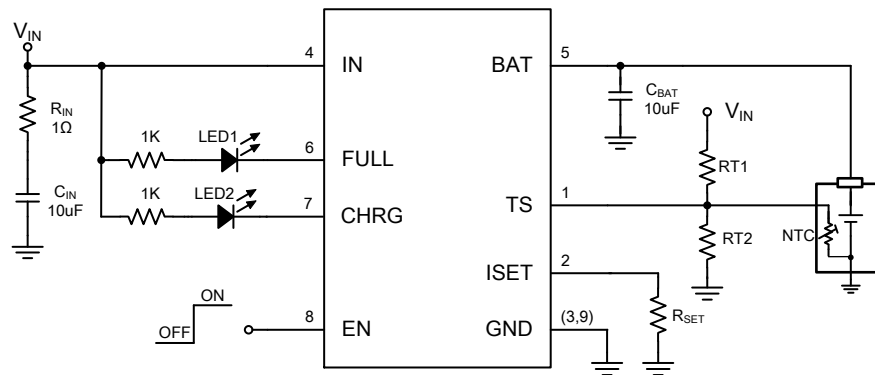 VIN
4
IN
BAT
5
RIN
1Ω
CBAT
10uF
VIN
1K
LED1
6
FULL
RT1
CIN
10uF
1K
LED2
7
CHRG
TS
1
NTC
RT2
ISET
2
ON
OFF
8
EN
GND
(3,9)
RSET